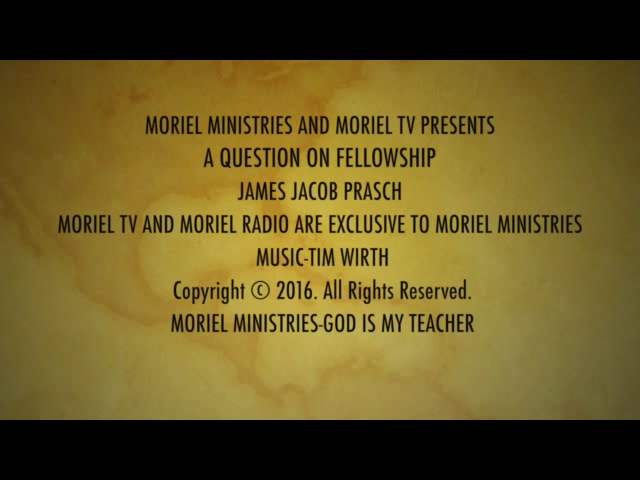 MORIEL MINISTRIES AND MORIEL TV PRESENTS
A QUESTION ON FELLOWSHIP
JAMES JACOB PRASCH
MORIEL TV AND MORIEL RADIO ARE EXCLUSIVE TO MORIEL MINISTRIES
MUSIC-TIM WIRTH
Copyright © 2016. All Rights Reserved.
MORIEL MINISTRIES-GOD IS MY TEACHER